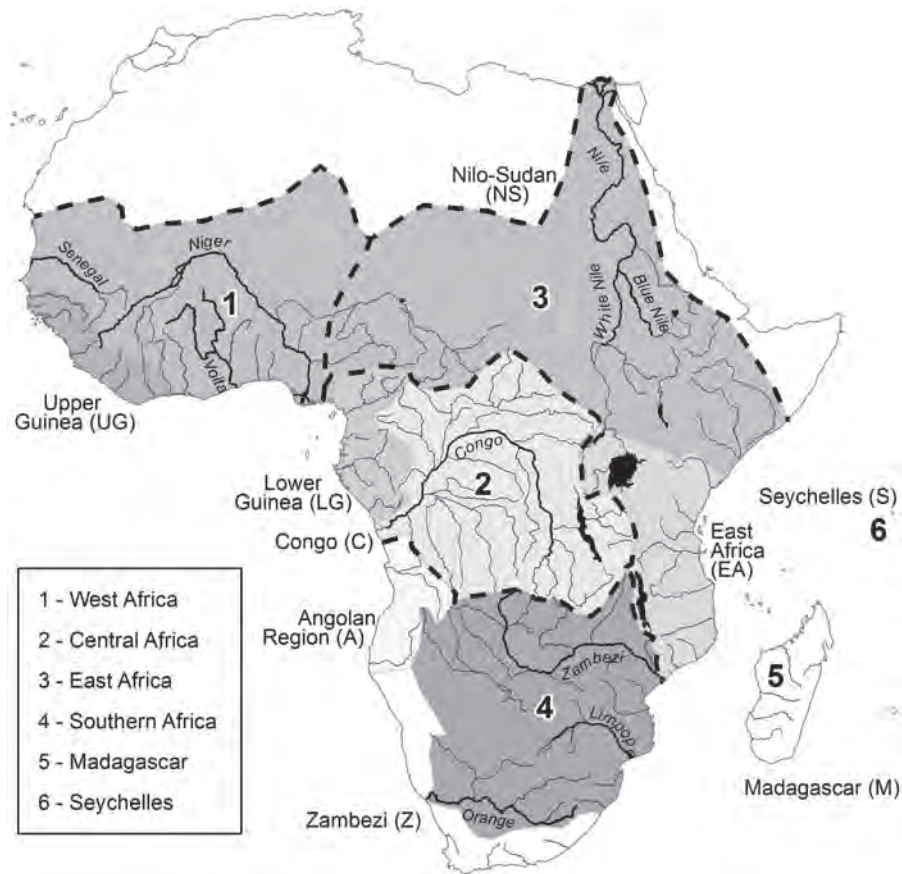 Nilo-Sudan
(NS)
Nile
Senegal
Niger
1
3
White Nile
Blue Nile
Volta
Upper
Guinea (UG)
Congo
2
Lower
Guinea (LG)
Seychelles (S)
6
Congo (C)
East
Africa
(EA)
1 - West Africa
2 - Central Africa
3 - East Africa
4 - Southern Africa
5 - Madagascar
6 - Seychelles
Angolan
Region (A)
Zambezi
5
4
Limpopo
Madagascar (M)
Zambezi (Z)
Orange